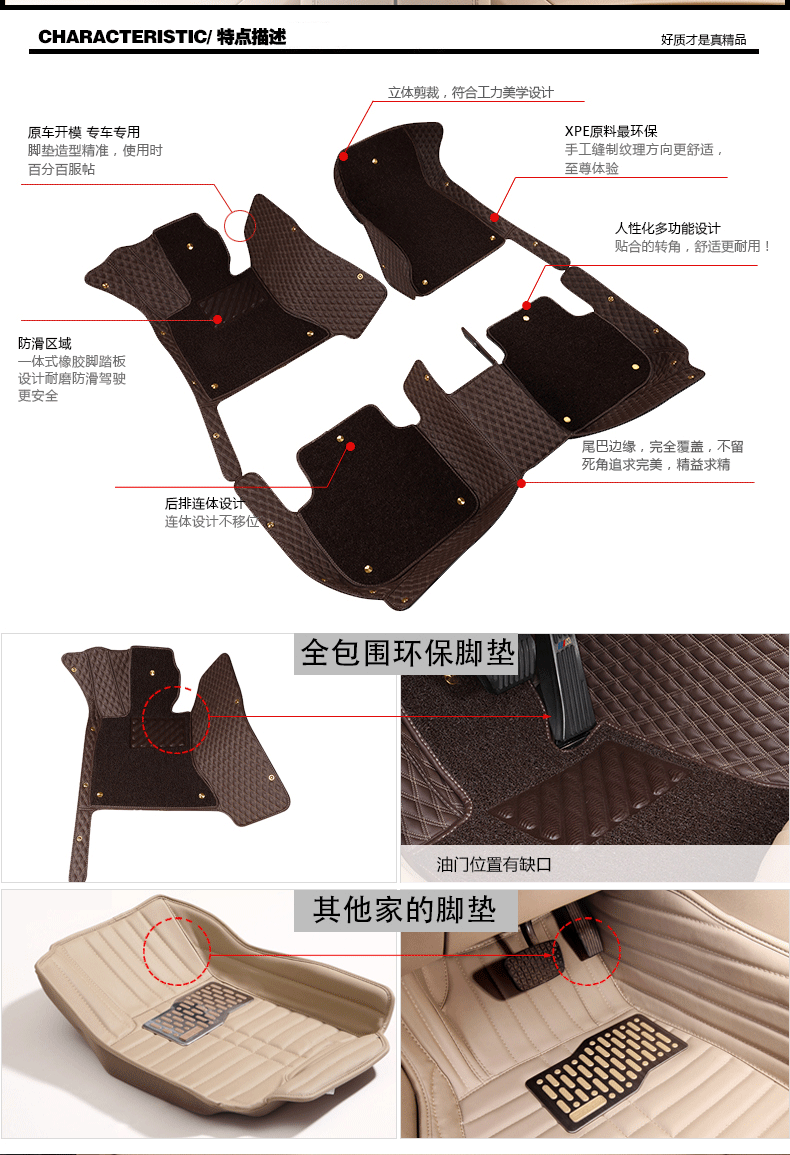 CHARACTERISTIC/ 特点描述
好质才是真精品
立体剪裁，符合工力美学设计
原车开模 专车专用
脚垫造型精准，使用时
百分百服帖
XPE原料最环保
手工缝制纹理方向更舒适，
至尊体验
人性化多功能设计
贴合的转角，舒适更耐用！
防滑区域
一体式橡胶脚踏板
设计耐磨防滑驾驶
更安全
尾巴边缘，完全覆盖，不留
死角追求完美，精益求精
后排连体设计
连体设计不移位
全包围环保脚垫
油门位置有缺口
其他家的脚垫